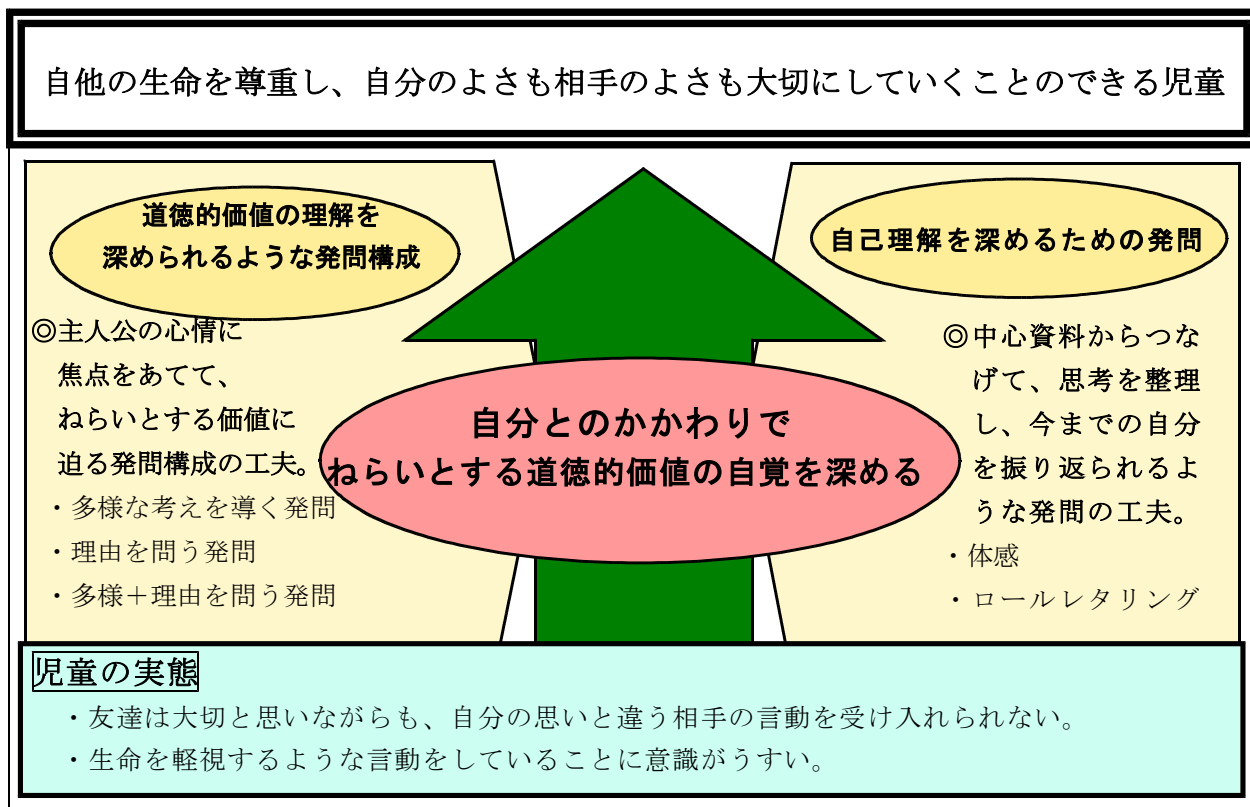 自他の生命を尊重し、自分のよさも相手のよさも大切にしていくことのできる児童
道徳的価値の理解を
深められるような発問構成
◎主人公の心情に
焦点をあてて、
ねらいとする価値に
迫る発問構成の工夫。
・多様な考えを導く発問
・理由を問う発問
・多様＋理由を問う発問
自分とのかかわりで
ねらいとする道徳的価値の自覚を深める
自己理解を深めるための発問
◎中心資料からつな
げて、思考を整理
し、今までの自分
を振り返られるよ
うな発問の工夫。
・体感
・ロールレタリング
児童の実態
・友達は大切と思いながらも、自分の思いと違う相手の言動を受け入れられない。
・生命を軽視するような言動をしていることに意識がうすい。